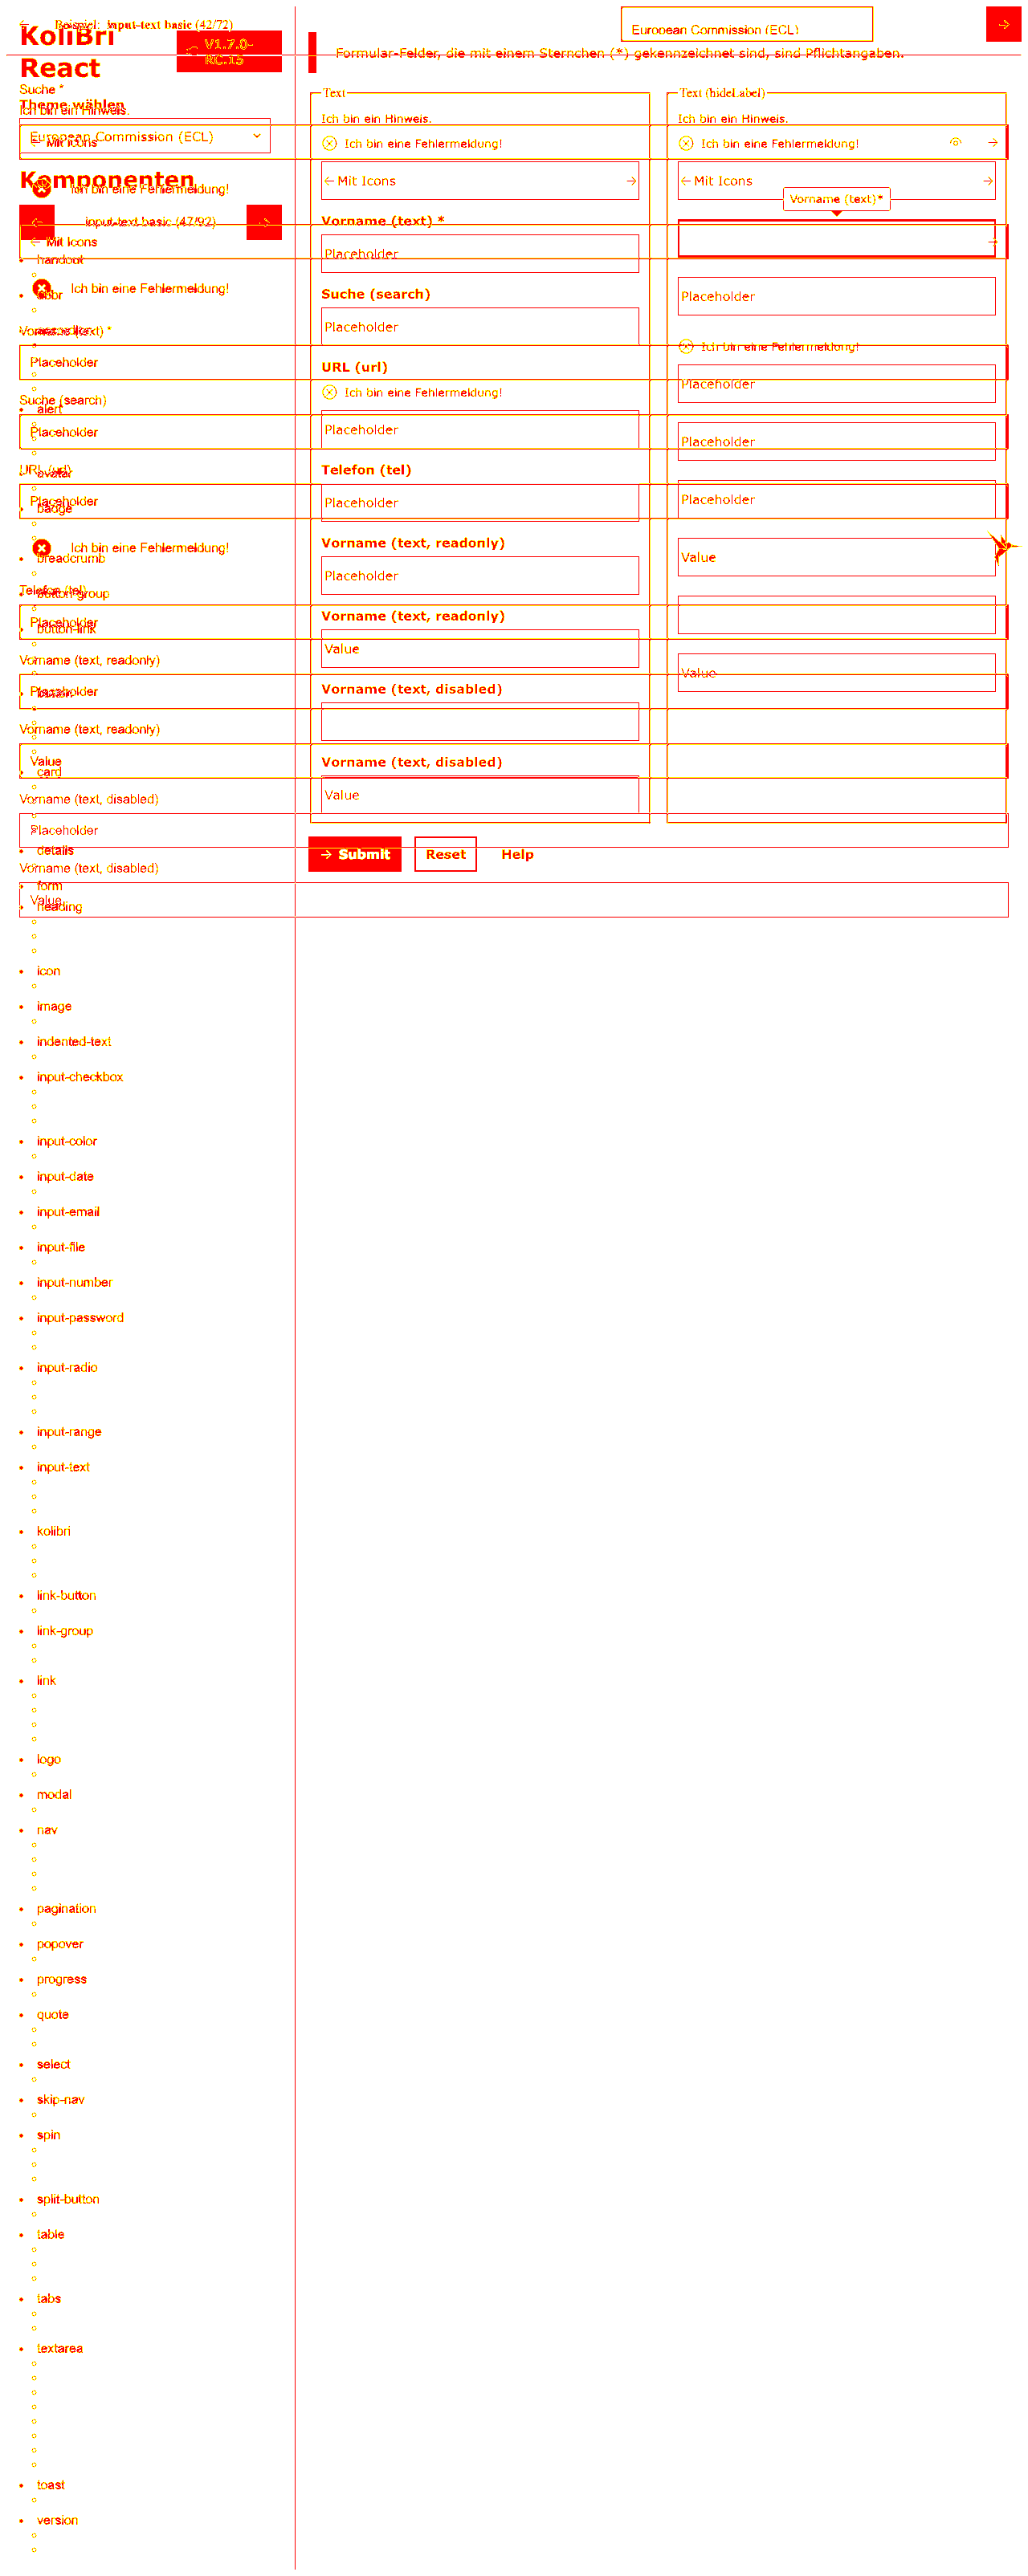 Beispiel: input-text basic (42/72)
European Commission (ECL)
KoliBri
React
V1.7.0-
RC.15
Formular-Felder, die mit einem Sternchen (*) gekennzeichnet sind, sind Pflichtangaben.
Suche *
Theme wählen
Ich bin ein Hinweis.
European Commission (ECL)
Mit Icons
Komponenten
Ich bin eine Fehlermeldung!
input-text basic (47/92)
Mit Icons
handout
abbr
Ich bin eine Fehlermeldung!
Vorname (text) *
Placeholder
Suche (search)
alert
Placeholder
URL (url)
avatar
Placeholder
badge
Ich bin eine Fehlermeldung!
breadcrumb
Telefon (tel)
button-group
Placeholder
button-link
Vorname (text, readonly)
Placeholder
button
Vorname (text, readonly)
Value
card
Vorname (text, disabled)
Placeholder
details
Vorname (text, disabled)
form
Value
heading
icon
image
indented-text
input-checkbox
input-color
input-date
input-email
input-file
input-number
input-password
input-radio
input-range
input-text
kolibri
link-button
link-group
link
logo
modal
nav
pagination
popover
progress
quote
select
skip-nav
spin
split-button
table
tabs
textarea
toast
version
Text
Ich bin ein Hinweis.
Ich bin eine Fehlermeldung!
Mit Icons
Vorname (text) *
Placeholder
Suche (search)
Placeholder
URL (url)
Ich bin eine Fehlermeldung!
Placeholder
Telefon (tel)
Placeholder
Vorname (text, readonly)
Placeholder
Vorname (text, readonly)
Value
Vorname (text, disabled)
Vorname (text, disabled)
Value
Submit
Reset
Help
Text (hideLabel)
Ich bin ein Hinweis.
Ich bin eine Fehlermeldung!
Mit Icons
Vorname (text)*
Placeholder
Ich bin eine Fehlermeldung!
Placeholder
Placeholder
Placeholder
Value
Value